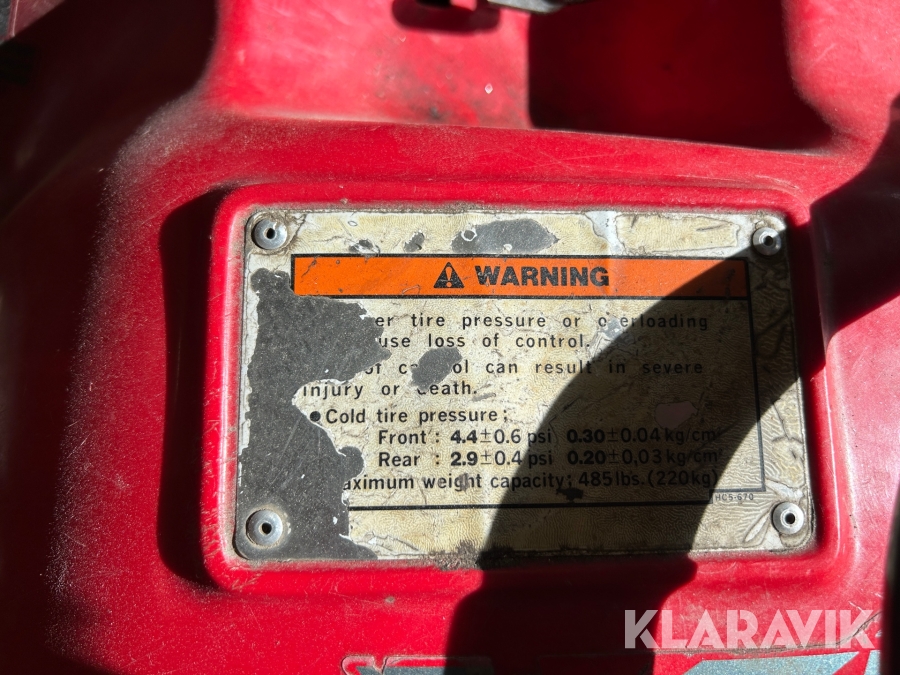 WARNING
tire pressure or overloading
loss of control.
can result in severe
injury or death.
● Cold tire pressure;
Front : 4.4±0.6 psi 0.30±0.04 kg/cm²
Rear : 2.9±0.4 psi 0.20±0,03 kg/cm²
weight capacity; 485 lbs. (220kg)
HC5-670
KLARAVIK